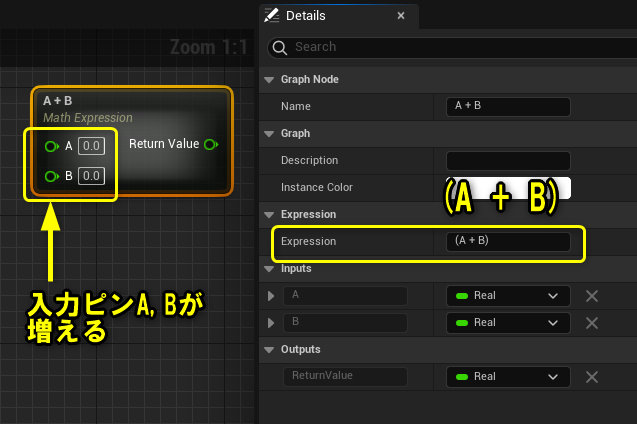 Details
Zoom 1:1
Search
A + B
Math Expression
A 0.0
Return Value
B 0.0
入力ピンA,Bが
増える
Graph Node
Name A + B
Graph
Description
Instance Color
(A + B)
Expression
Expression (A + B)
Inputs
A Real
B Real
Outputs
ReturnValue Real